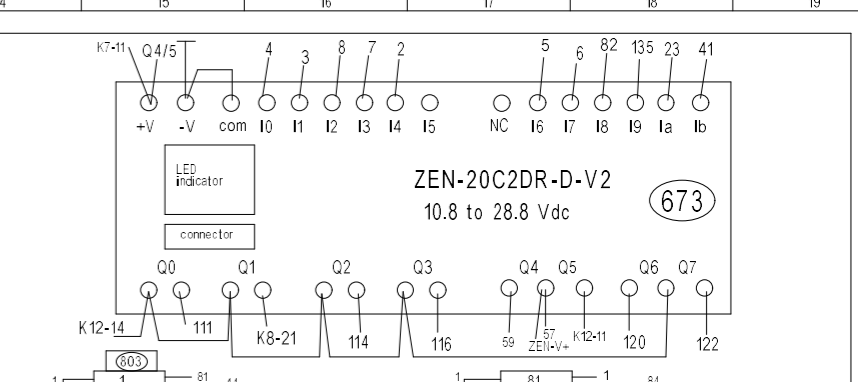 I5 I6 I7 I8 I9
K7-11 Q4/5 4 3 8 7 2 5 6 82 135 23 41
+V -V com I0 I1 I2 I3 I4 I5 NC I6 I7 I8 I9 Ia Ib
LED
indicator
ZEN-20C2DR-D-V2
10.8 to 28.8 Vdc
673
connector
Q0 Q1 Q2 Q3 Q4 Q5 Q6 Q7
K12-14 111 K8-21 114 116 59 57 K12-11 120 122
ZEN-V+
803
1 1 81 44 1 81 1 84